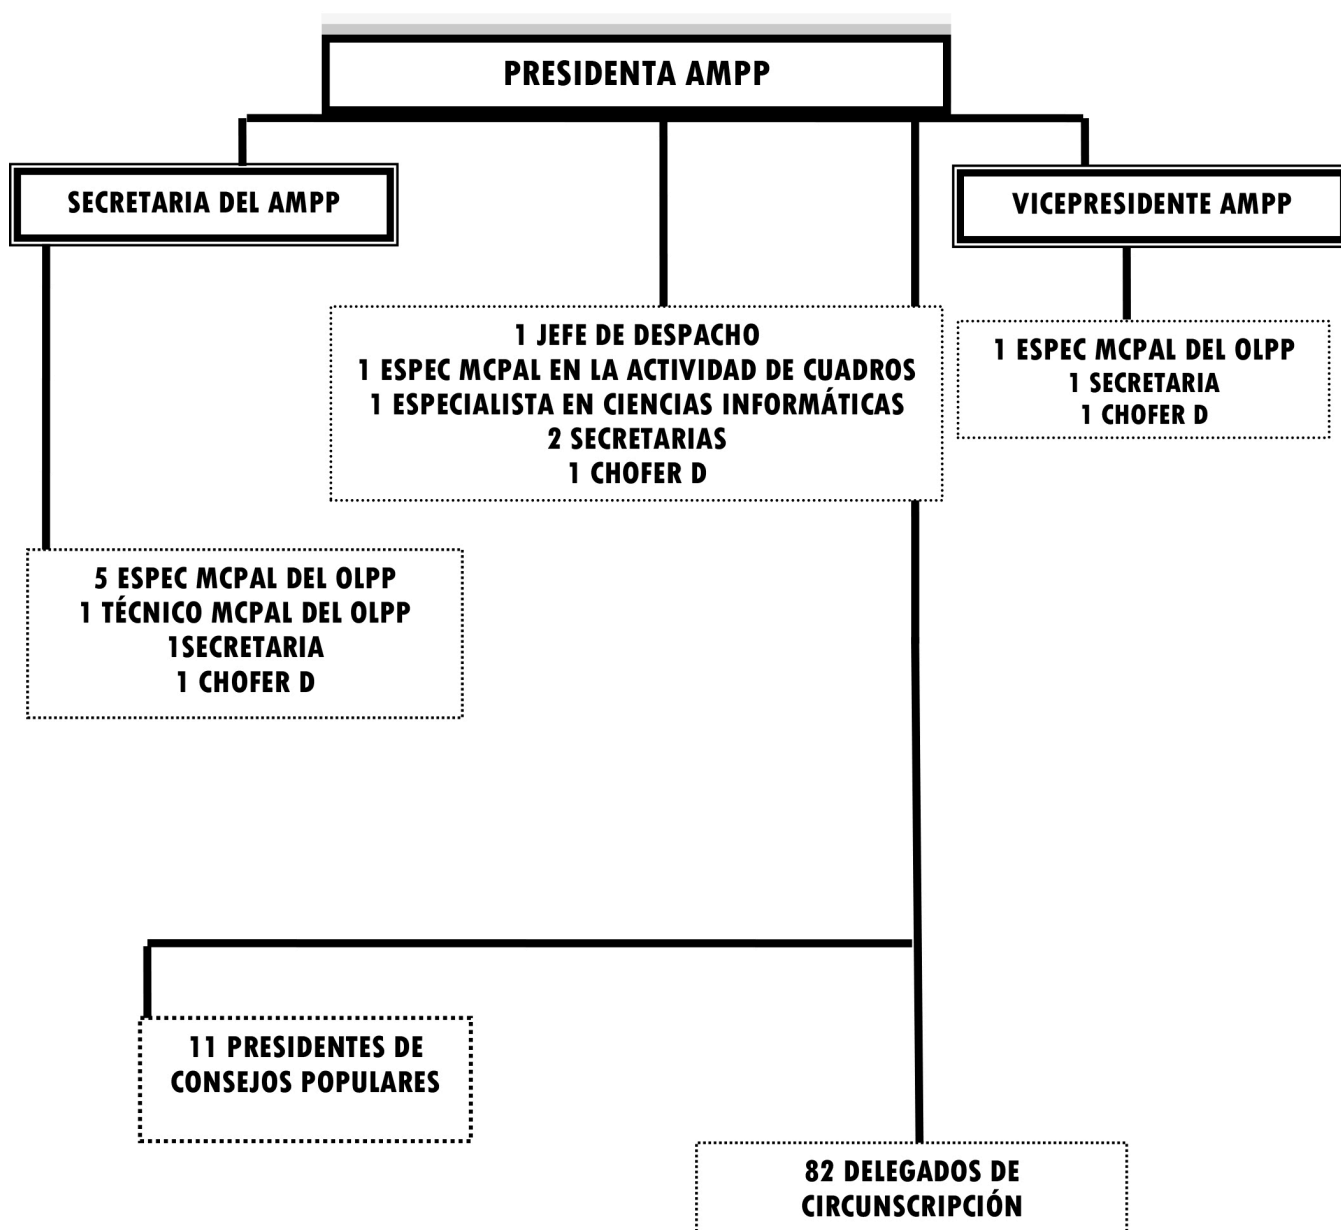 PRESIDENTA AMPP
SECRETARIA DEL AMPP
VICEPRESIDENTE AMPP
1 JEFE DE DESPACHO
1 ESPEC MCPAL EN LA ACTIVIDAD DE CUADROS
1 ESPECIALISTA EN CIENCIAS INFORMÁTICAS
2 SECRETARIAS
1 CHOFER D
1 ESPEC MCPAL DEL OLPP
1 SECRETARIA
1 CHOFER D
5 ESPEC MCPAL DEL OLPP
1 TÉCNICO MCPAL DEL OLPP
1SECRETARIA
1 CHOFER D
11 PRESIDENTES DE
CONSEJOS POPULARES
82 DELEGADOS DE
CIRCUNSCRIPCIÓN